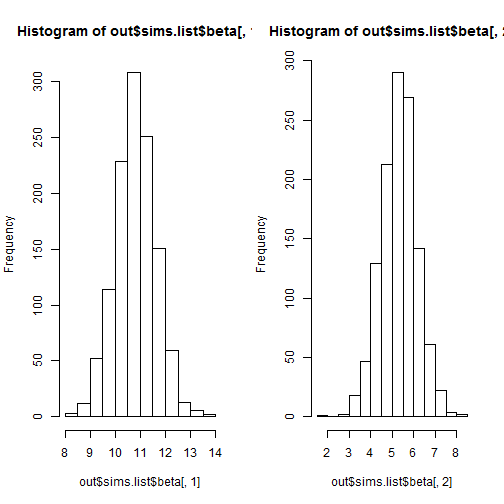 Histogram of out$sims.list$beta[,
Frequency
300
250
200
150
100
50
0
8 9 10 11 12 13 14
out$sims.list$beta[, 1]
Histogram of out$sims.list$beta[, 2
Frequency
300
250
200
150
100
50
0
2 3 4 5 6 7 8
out$sims.list$beta[, 2]